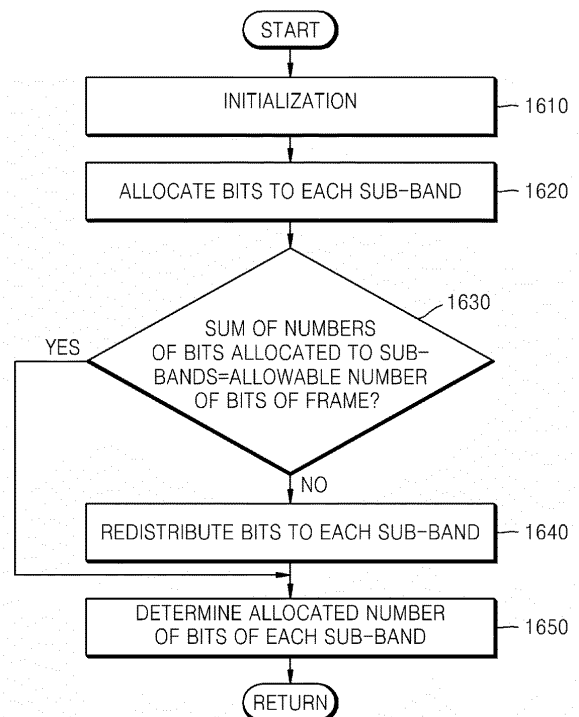 START
INITIALIZATION
1610
ALLOCATE BITS TO EACH SUB-BAND
1620
1630
SUM OF NUMBERS
OF BITS ALLOCATED TO SUB-
BANDS=ALLOWABLE NUMBER
OF BITS OF FRAME?
YES
NO
REDISTRIBUTE BITS TO EACH SUB-BAND
1640
DETERMINE ALLOCATED NUMBER
OF BITS OF EACH SUB-BAND
1650
RETURN